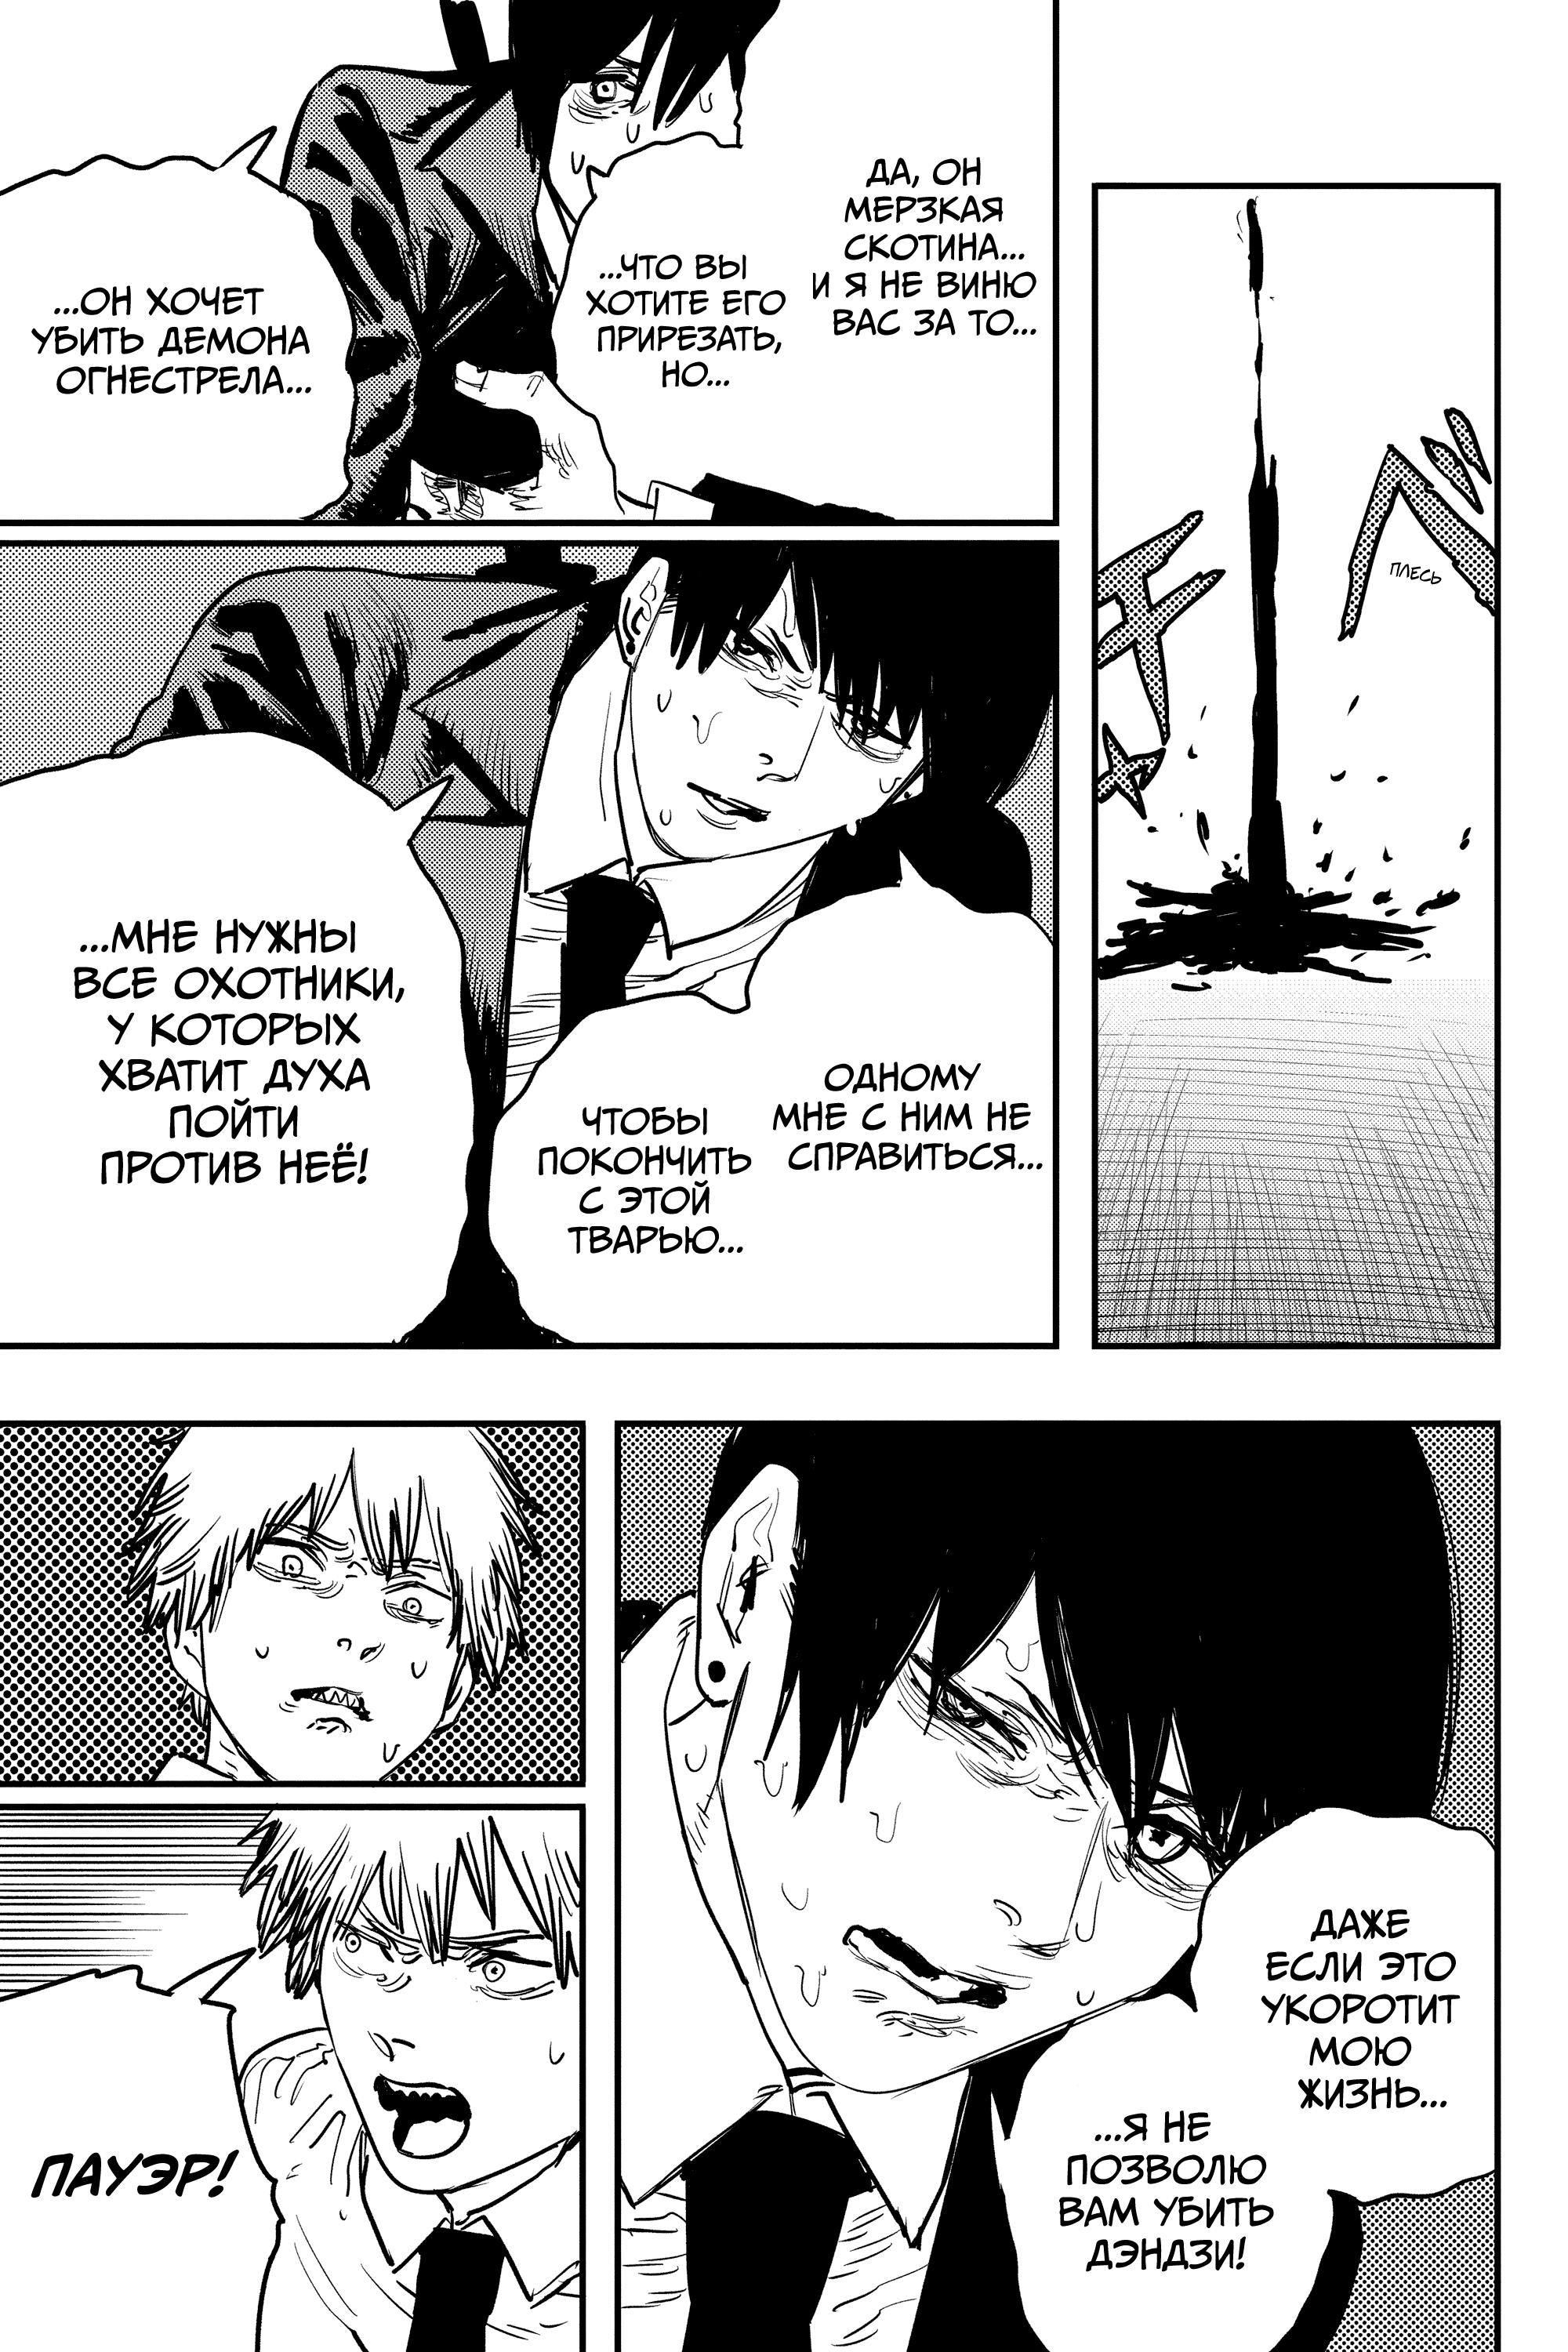 ПЛЕСЬ
ДА, ОН
МЕРЗКАЯ
СКОТИНА...
И Я НЕ ВИНЮ
ВАС ЗА ТО...
...ЧТО ВЫ
ХОТИТЕ ЕГО
ПРИРЕЗАТЬ,
НО...
...ОН ХОЧЕТ
УБИТЬ ДЕМОНА
ОГНЕСТРЕЛА...
ОДНОМУ
МНЕ С НИМ НЕ
СПРАВИТЬСЯ...
ЧТОБЫ
ПОКОНЧИТЬ
С ЭТОЙ
ТВАРЬЮ...
...МНЕ НУЖНЫ
ВСЕ ОХОТНИКИ,
У КОТОРЫХ
ХВАТИТ ДУХА
ПОЙТИ
ПРОТИВ НЕЁ!
ДАЖЕ
ЕСЛИ ЭТО
УКОРОТИТ
МОЮ
ЖИЗНЬ...
...Я НЕ
ПОЗВОЛЮ
ВАМ УБИТЬ
ДЭНДЗИ!
ПАУЭР!